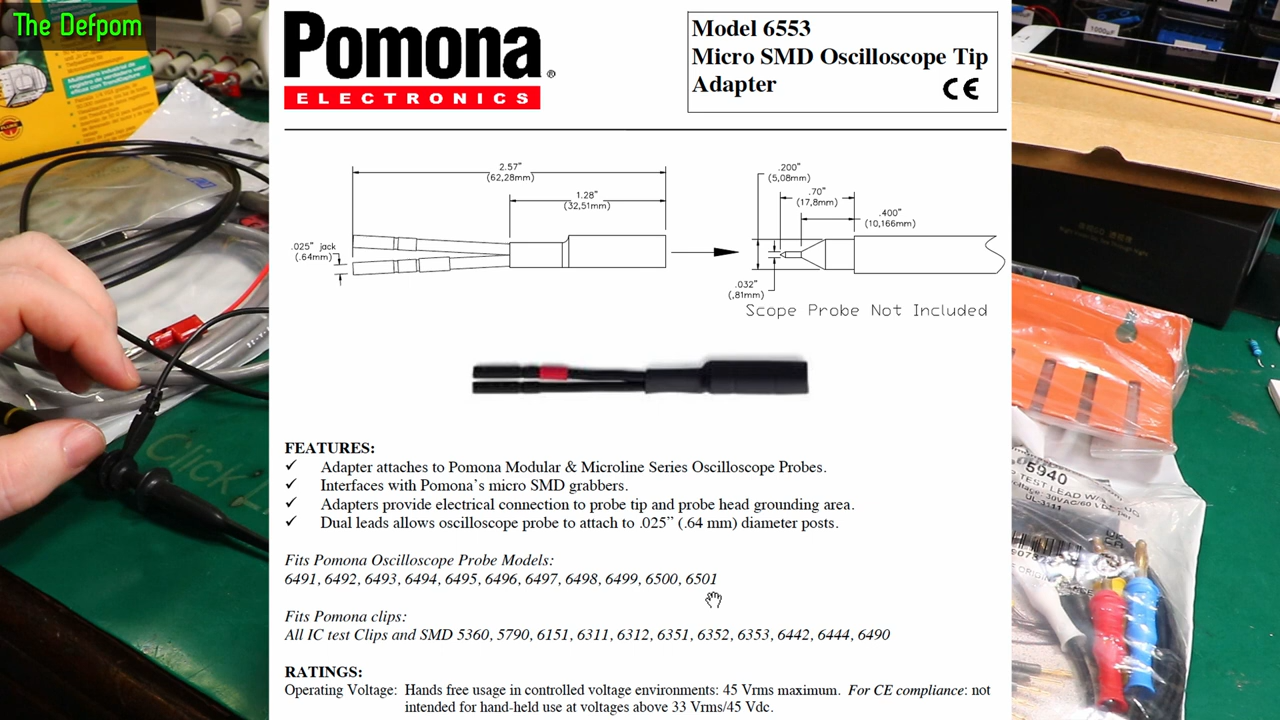 The Defpom
Pomona®
ELECTRONICS
Model 6553
Micro SMD Oscilloscope Tip
Adapter
CE
2.57"
(62,28mm)
1.28"
(32,51mm)
.025" jack
(.64mm)
.200"
(5,08mm)
.70"
(17,8mm)
.400"
(10,166mm)
.032"
(,81mm)
Scope Probe Not Included
FEATURES:
✓ Adapter attaches to Pomona Modular & Microline Series Oscilloscope Probes.
✓ Interfaces with Pomona's micro SMD grabbers.
✓ Adapters provide electrical connection to probe tip and probe head grounding area.
✓ Dual leads allows oscilloscope probe to attach to .025” (.64 mm) diameter posts.
Fits Pomona Oscilloscope Probe Models:
6491, 6492, 6493, 6494, 6495, 6496, 6497, 6498, 6499, 6500, 6501
Fits Pomona clips:
All IC test Clips and SMD 5360, 5790, 6151, 6311, 6312, 6351, 6352, 6353, 6442, 6444, 6490
RATINGS:
Operating Voltage: Hands free usage in controlled voltage environments: 45 Vrms maximum. For CE compliance: not
intended for hand-held use at voltages above 33 Vrms/45 Vdc.
1000µF
5940
TEST LEAD